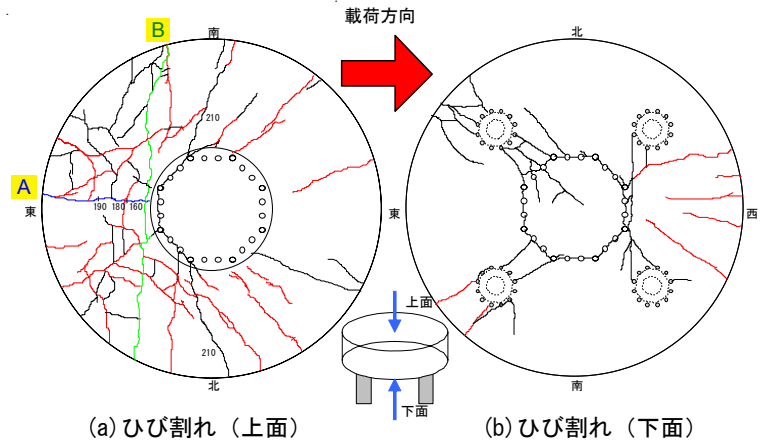 載荷方向
B
南
210
A
東
190 180 160
210
北
北
東
西
南
上面
下面
(a)ひび割れ（上面）
(b)ひび割れ（下面）